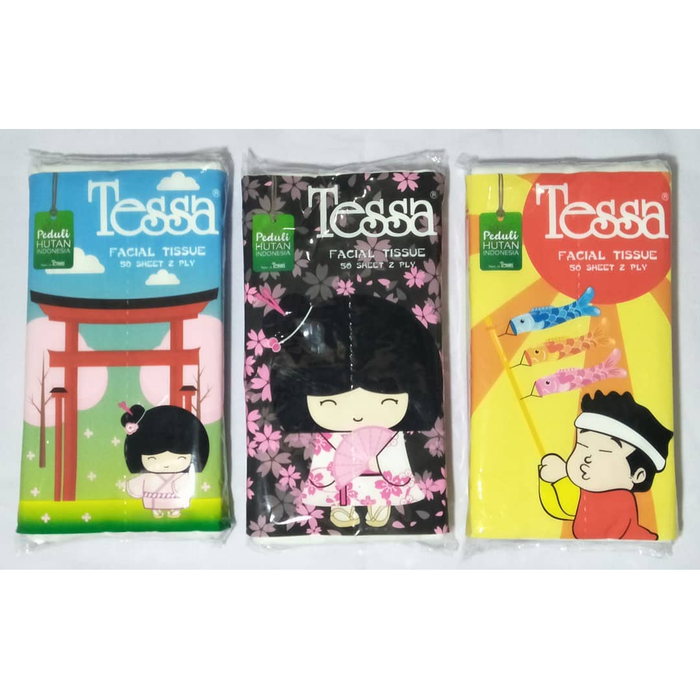 Tessa®
FACIAL TISSUE
50 SHEET 2 PLY
Peduli
HUTAN
INDONESIA
Tessa®
FACIAL TISSUE
50 SHEET 2 PLY
Peduli
HUTAN
INDONESIA
Tessa®
FACIAL TISSUE
50 SHEET 2 PLY
Peduli
HUTAN
INDONESIA